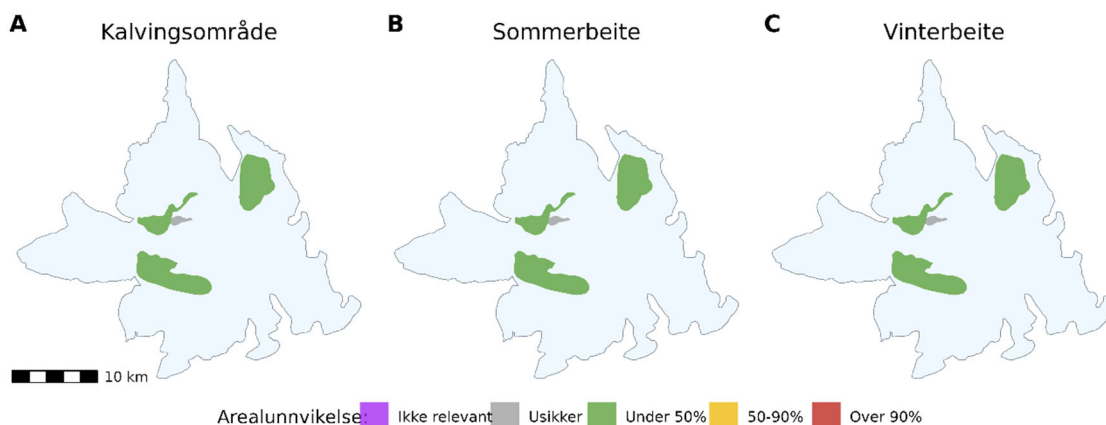 A Kalvingsområde B Sommerbeite C Vinterbeite
10 km
Arealunnvikelse: Ikke relevant Usikker Under 50% 50-90% Over 90%